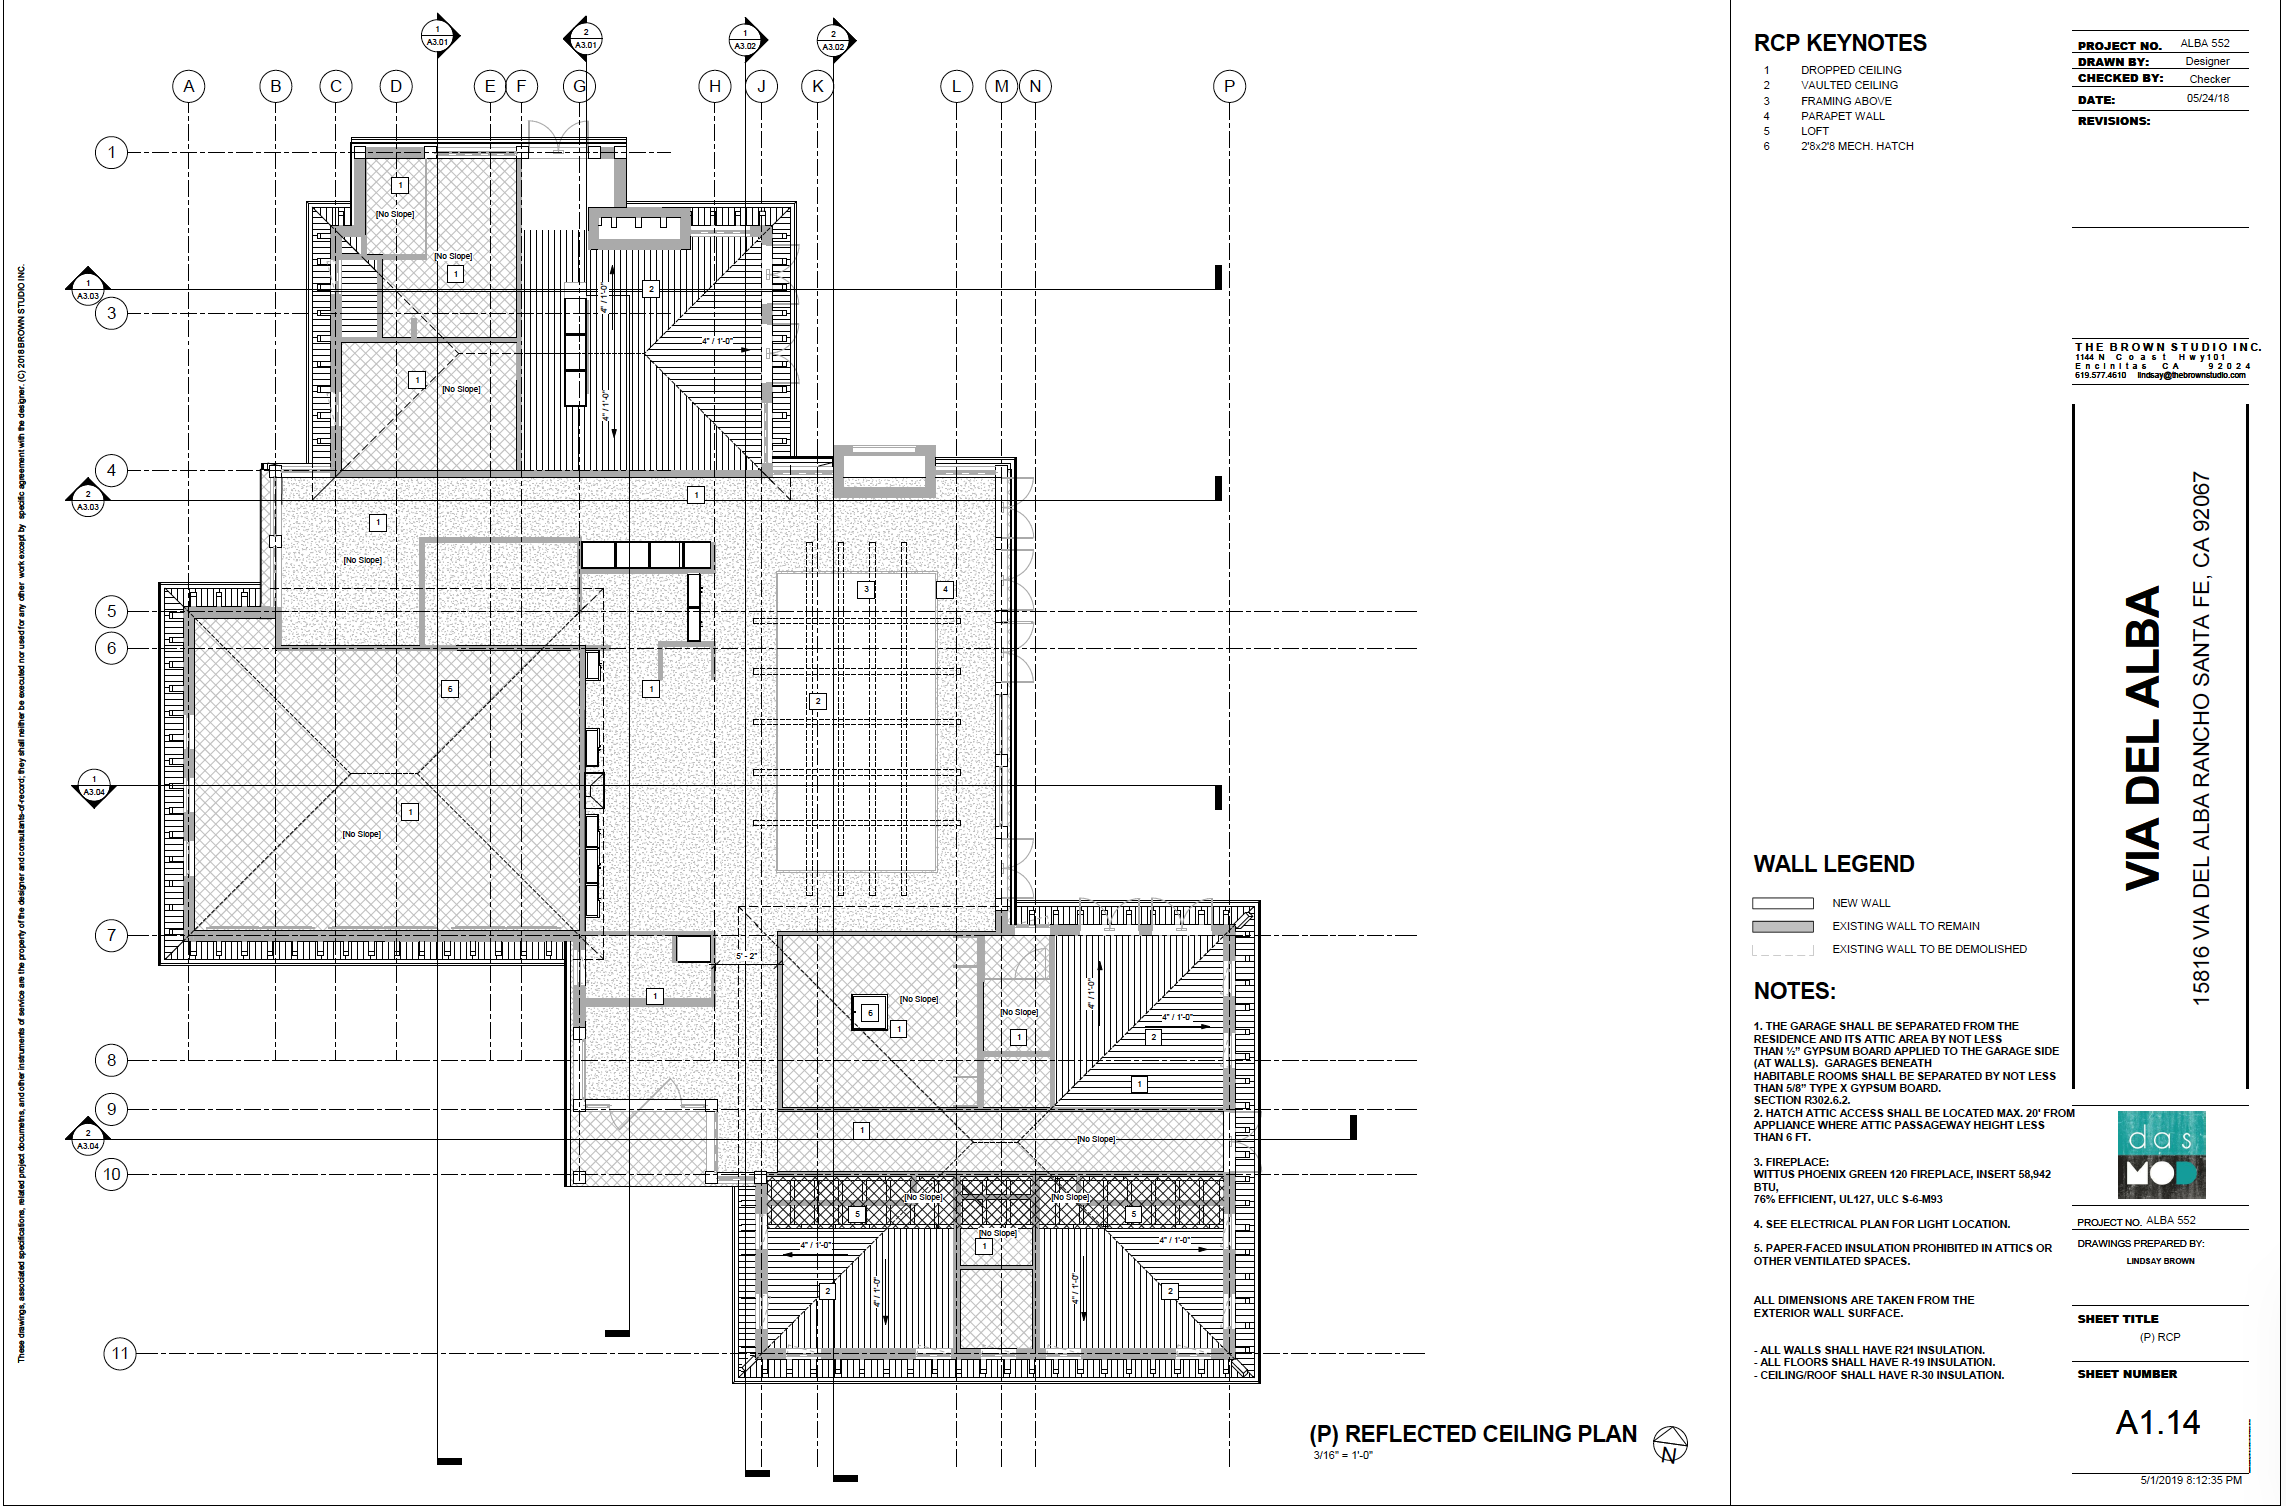 1
A3.01
2
A3.01
1
A3.02
2
A3.02
A
B
C
D
E
F
G
H
J
K
L
M
N
P
1
1
[No Slope]
[No Slope]
1
2
4" / 1'-0"
1
A3.03
3
4" / 1'-0"
1
[No Slope]
4" / 1'-0"
4
2
A3.03
1
1
[No Slope]
3
4
5
6
6
1
2
1
A3.04
1
[No Slope]
7
5' - 2"
1
[No Slope]
6
1
[No Slope]
1
4" / 1'-0"
4" / 1'-0"
2
8
1
9
2
A3.04
1
[No Slope]
10
[No Slope]
[No Slope]
5
5
[No Slope]
1
4" / 1'-0"
4" / 1'-0"
4" / 1'-0"
4" / 1'-0"
2
2
11
(P) REFLECTED CEILING PLAN
3/16" = 1'-0"
N
These drawings, associated specifications, related project documetns, and other instruments of service are the property of the designer and consultants-of-record; they shall neither be executed nor used for any other work except by specific agreement with the designer. (C) 2018 BROWN STUDIO INC.
RCP KEYNOTES
1 DROPPED CEILING
2 VAULTED CEILING
3 FRAMING ABOVE
4 PARAPET WALL
5 LOFT
6 2'8x2'8 MECH. HATCH
WALL LEGEND
NEW WALL
EXISTING WALL TO REMAIN
EXISTING WALL TO BE DEMOLISHED
NOTES:
1. THE GARAGE SHALL BE SEPARATED FROM THE
RESIDENCE AND ITS ATTIC AREA BY NOT LESS
THAN ½" GYPSUM BOARD APPLIED TO THE GARAGE SIDE
(AT WALLS). GARAGES BENEATH
HABITABLE ROOMS SHALL BE SEPARATED BY NOT LESS
THAN 5/8" TYPE X GYPSUM BOARD.
SECTION R302.6.2.
2. HATCH ATTIC ACCESS SHALL BE LOCATED MAX. 20' FROM
APPLIANCE WHERE ATTIC PASSAGEWAY HEIGHT LESS
THAN 6 FT.
3. FIREPLACE:
WITTUS PHOENIX GREEN 120 FIREPLACE, INSERT 58,942
BTU,
76% EFFICIENT, UL127, ULC S-6-M93
4. SEE ELECTRICAL PLAN FOR LIGHT LOCATION.
5. PAPER-FACED INSULATION PROHIBITED IN ATTICS OR
OTHER VENTILATED SPACES.
ALL DIMENSIONS ARE TAKEN FROM THE
EXTERIOR WALL SURFACE.
- ALL WALLS SHALL HAVE R21 INSULATION.
- ALL FLOORS SHALL HAVE R-19 INSULATION.
- CEILING/ROOF SHALL HAVE R-30 INSULATION.
PROJECT NO. ALBA 552
DRAWN BY: Designer
CHECKED BY: Checker
DATE: 05/24/18
REVISIONS:
THE BROWN STUDIO INC.
1144 N Coast Hwy101
Encinitas CA 92024
619.577.4610 lindsay@thebrownstudio.com
VIA DEL ALBA
15816 VIA DEL ALBA RANCHO SANTA FE, CA 92067
das
MOD
PROJECT NO. ALBA 552
DRAWINGS PREPARED BY:
LINDSAY BROWN
SHEET TITLE
(P) RCP
SHEET NUMBER
A1.14
5/1/2019 8:12:35 PM